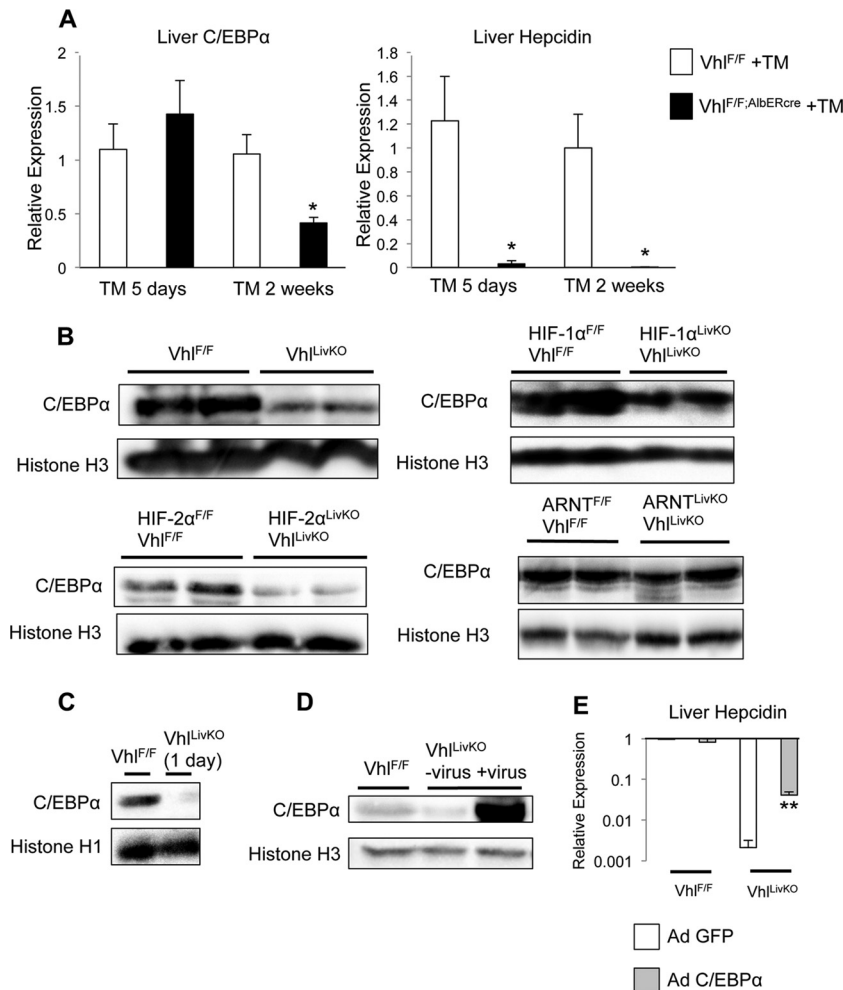 A
Liver C/EBPα
Relative Expression
2
1.5
1
0.5
0
*
TM 5 days
TM 2 weeks
Liver Hepcidin
Relative Expression
1.8
1.6
1.4
1.2
1
0.8
0.6
0.4
0.2
0
*
*
TM 5 days
TM 2 weeks
Vhl^F/F +TM
Vhl^F/F;AlbERcre +TM
B
Vhl^F/F
Vhl^LivKO
C/EBPα
Histone H3
HIF-1α^F/F
Vhl^F/F
HIF-1α^LivKO
Vhl^LivKO
C/EBPα
Histone H3
HIF-2α^F/F
Vhl^F/F
HIF-2α^LivKO
Vhl^LivKO
C/EBPα
Histone H3
ARNT^F/F
Vhl^F/F
ARNT^LivKO
Vhl^LivKO
C/EBPα
Histone H3
C
Vhl^F/F
Vhl^LivKO
(1 day)
C/EBPα
Histone H1
D
Vhl^F/F
Vhl^LivKO
-virus +virus
C/EBPα
Histone H3
E
Liver Hepcidin
Relative Expression
1
0.1
0.01
0.001
**
Vhl^F/F
Vhl^LivKO
Ad GFP
Ad C/EBPα